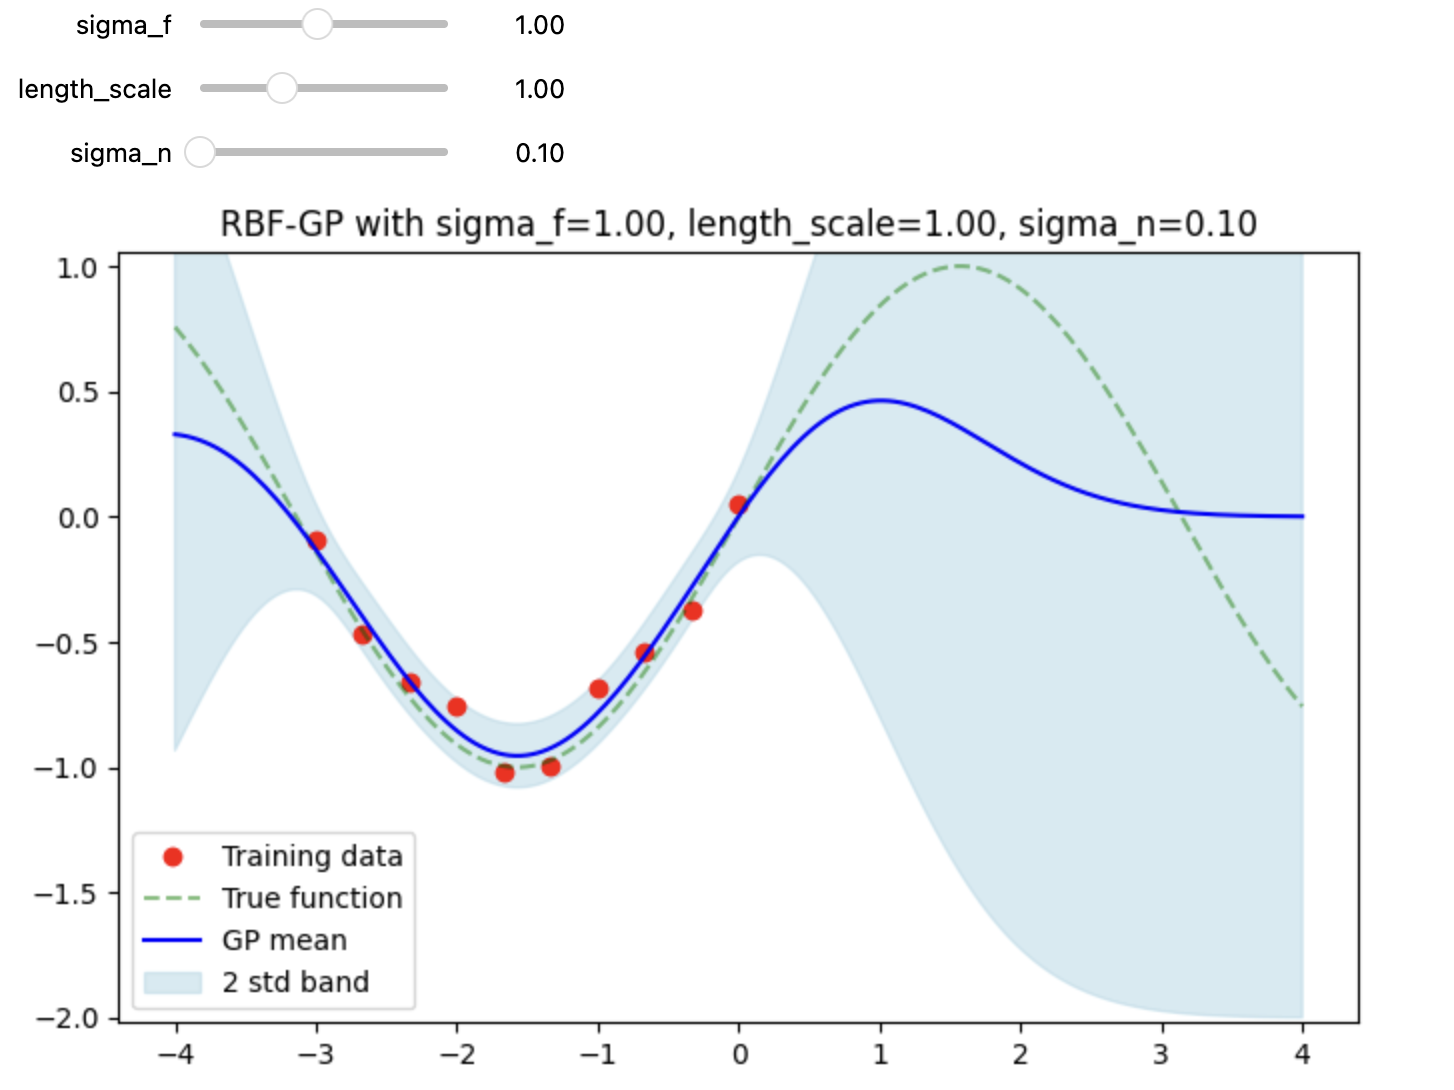 sigma_f 1.00
length_scale 1.00
sigma_n 0.10
RBF-GP with sigma_f=1.00, length_scale=1.00, sigma_n=0.10
1.0
0.5
0.0
−0.5
−1.0
−1.5
−2.0
Training data
True function
GP mean
2 std band
−4 −3 −2 −1 0 1 2 3 4